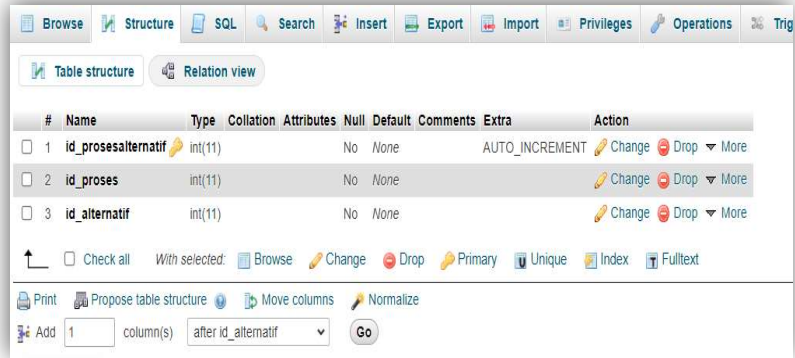 Browse Structure SQL Search Insert Export Import Privileges Operations Trig
Table structure Relation view
# Name Type Collation Attributes Null Default Comments Extra Action
1 id_prosesalternatif int(11) No None AUTO_INCREMENT Change Drop More
2 id_proses int(11) No None Change Drop More
3 id_alternatif int(11) No None Change Drop More
Check all With selected: Browse Change Drop Primary Unique Index Fulltext
Print Propose table structure Move columns Normalize
Add 1 column(s) after id_alternatif Go